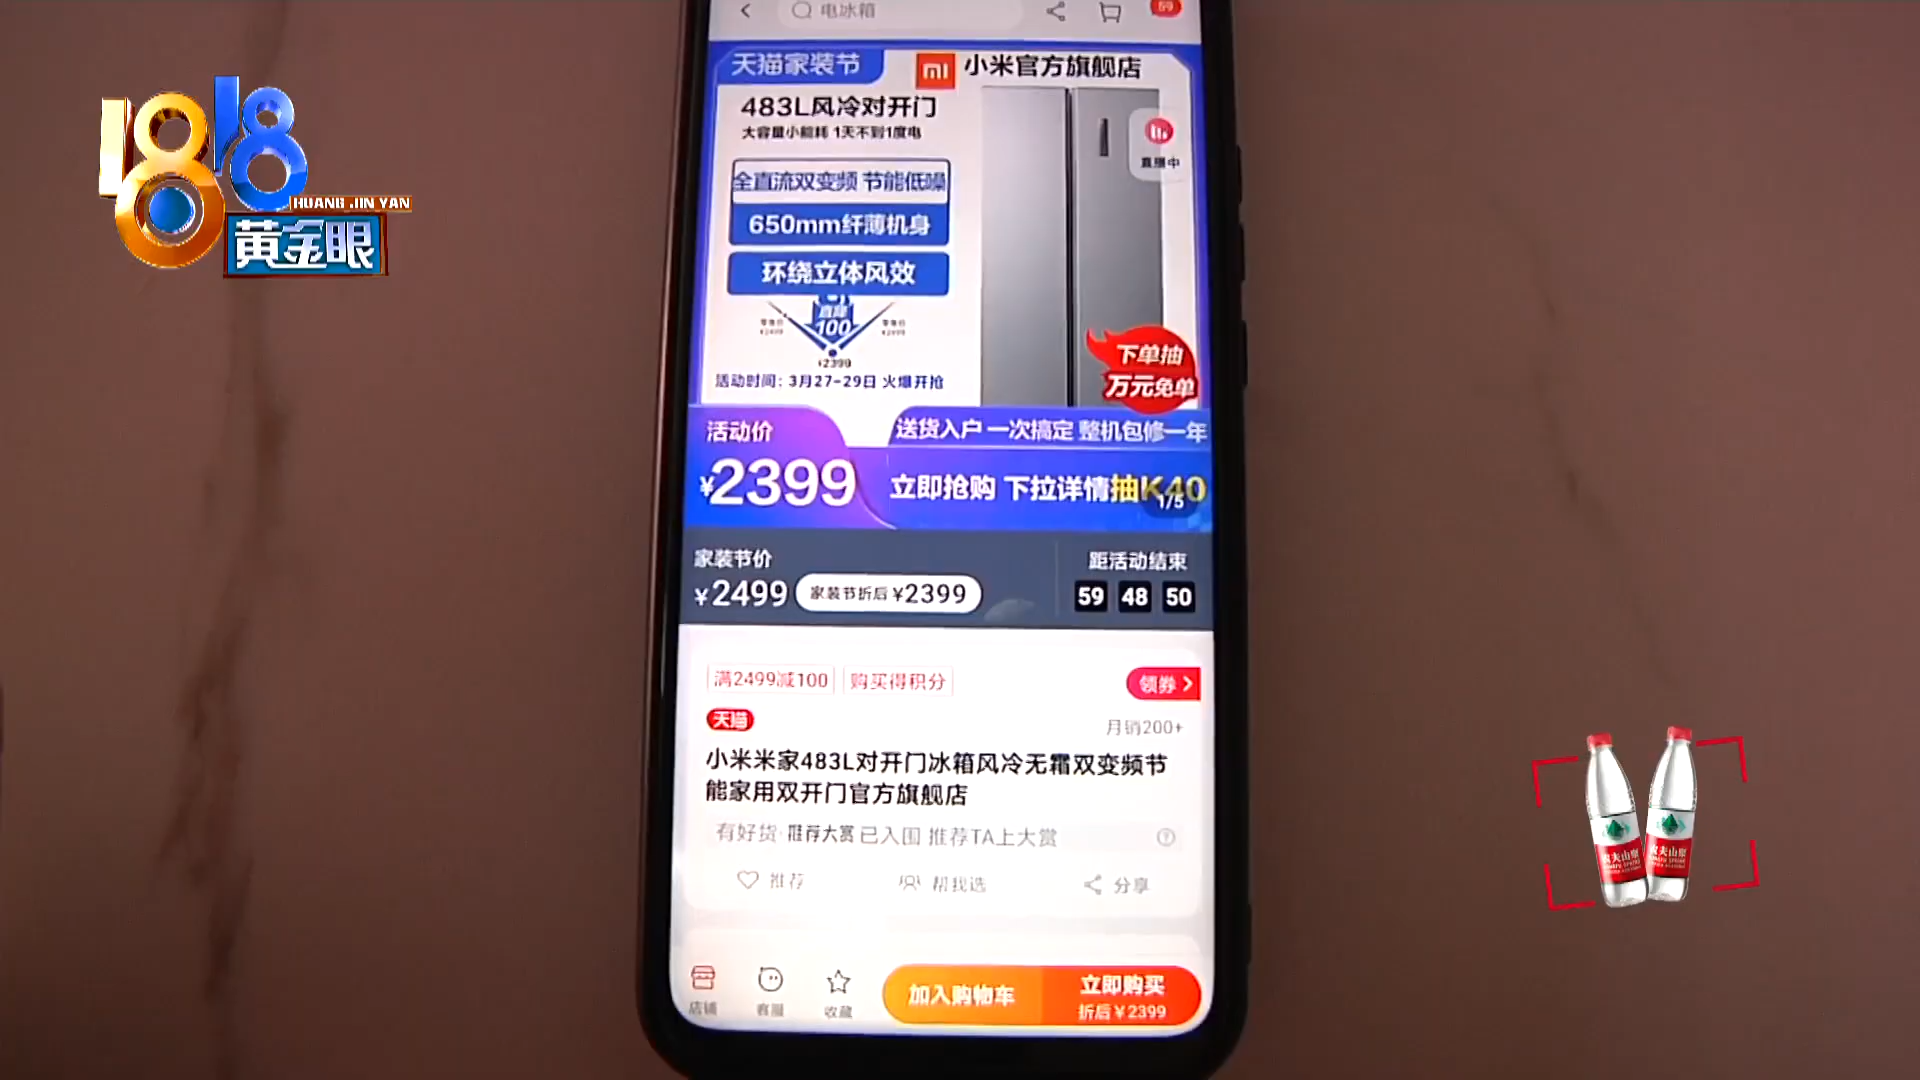 电冰箱
59
天猫家装节
小米官方旗舰店
483L风冷对开门
大容量小能耗 1天不到1度电
直播中
全直流双变频 节能低噪
650mm纤薄机身
环绕立体风效
直降
100
¥2399
活动时间：3月27-29日 火爆开抢
下单抽
万元免单
活动价
¥2399
送货入户 一次搞定 整机包修一年
立即抢购 下拉详情抽K40
1/5
家装节价
¥2499
家装节折后¥2399
距活动结束
59 48 50
满2499减100
购买得积分
领券
天猫
月销200+
小米米家483L对开门冰箱风冷无霜双变频节
能家用双开门官方旗舰店
有好货·推荐大赏 已入围 推荐TA上大赏
推荐
帮我选
分享
店铺
客服
收藏
加入购物车
立即购买
折后¥2399
1818
HUANG JIN YAN
黄金眼
农夫山泉
农夫山泉